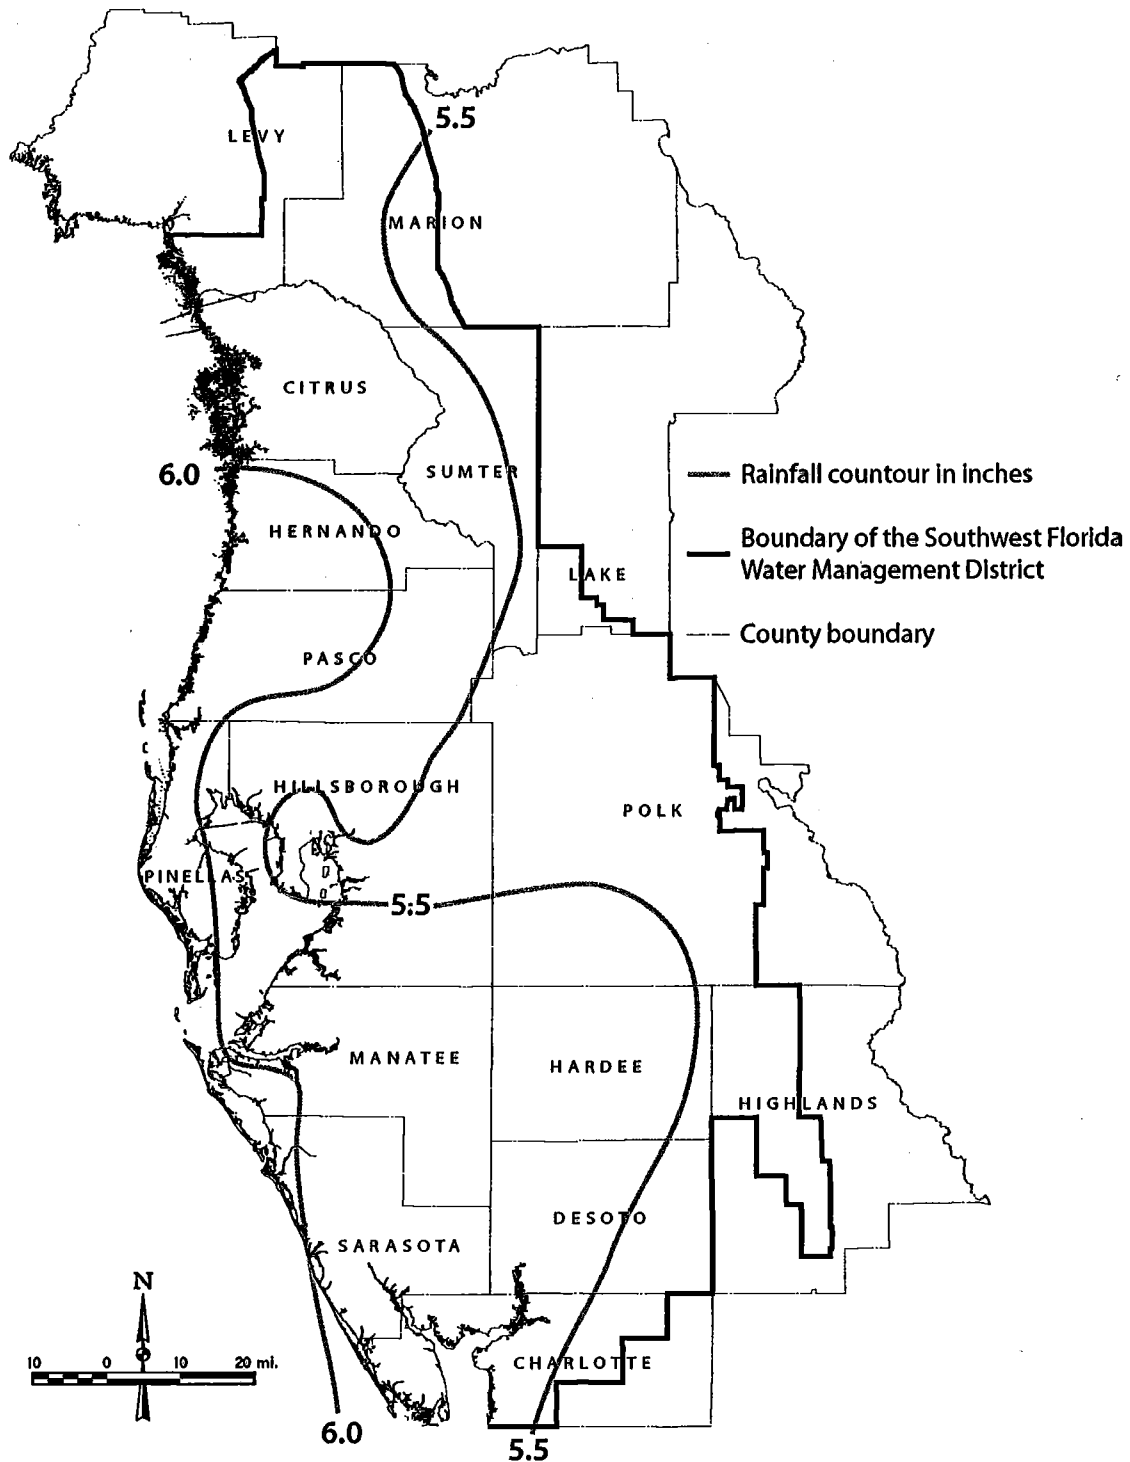 5.5
LEVY
MARION
CITRUS
6.0
SUMTER
Rainfall countour in inches
HERNANDO
Boundary of the Southwest Florida
Water Management District
LAKE
County boundary
PASCO
HILLSBOROUGH
POLK
PINELLAS
5.5
MANATEE
HARDEE
HIGHLANDS
DESOTO
SARASOTA
N
CHARLOTTE
10 0 10 20 mi.
6.0
5.5